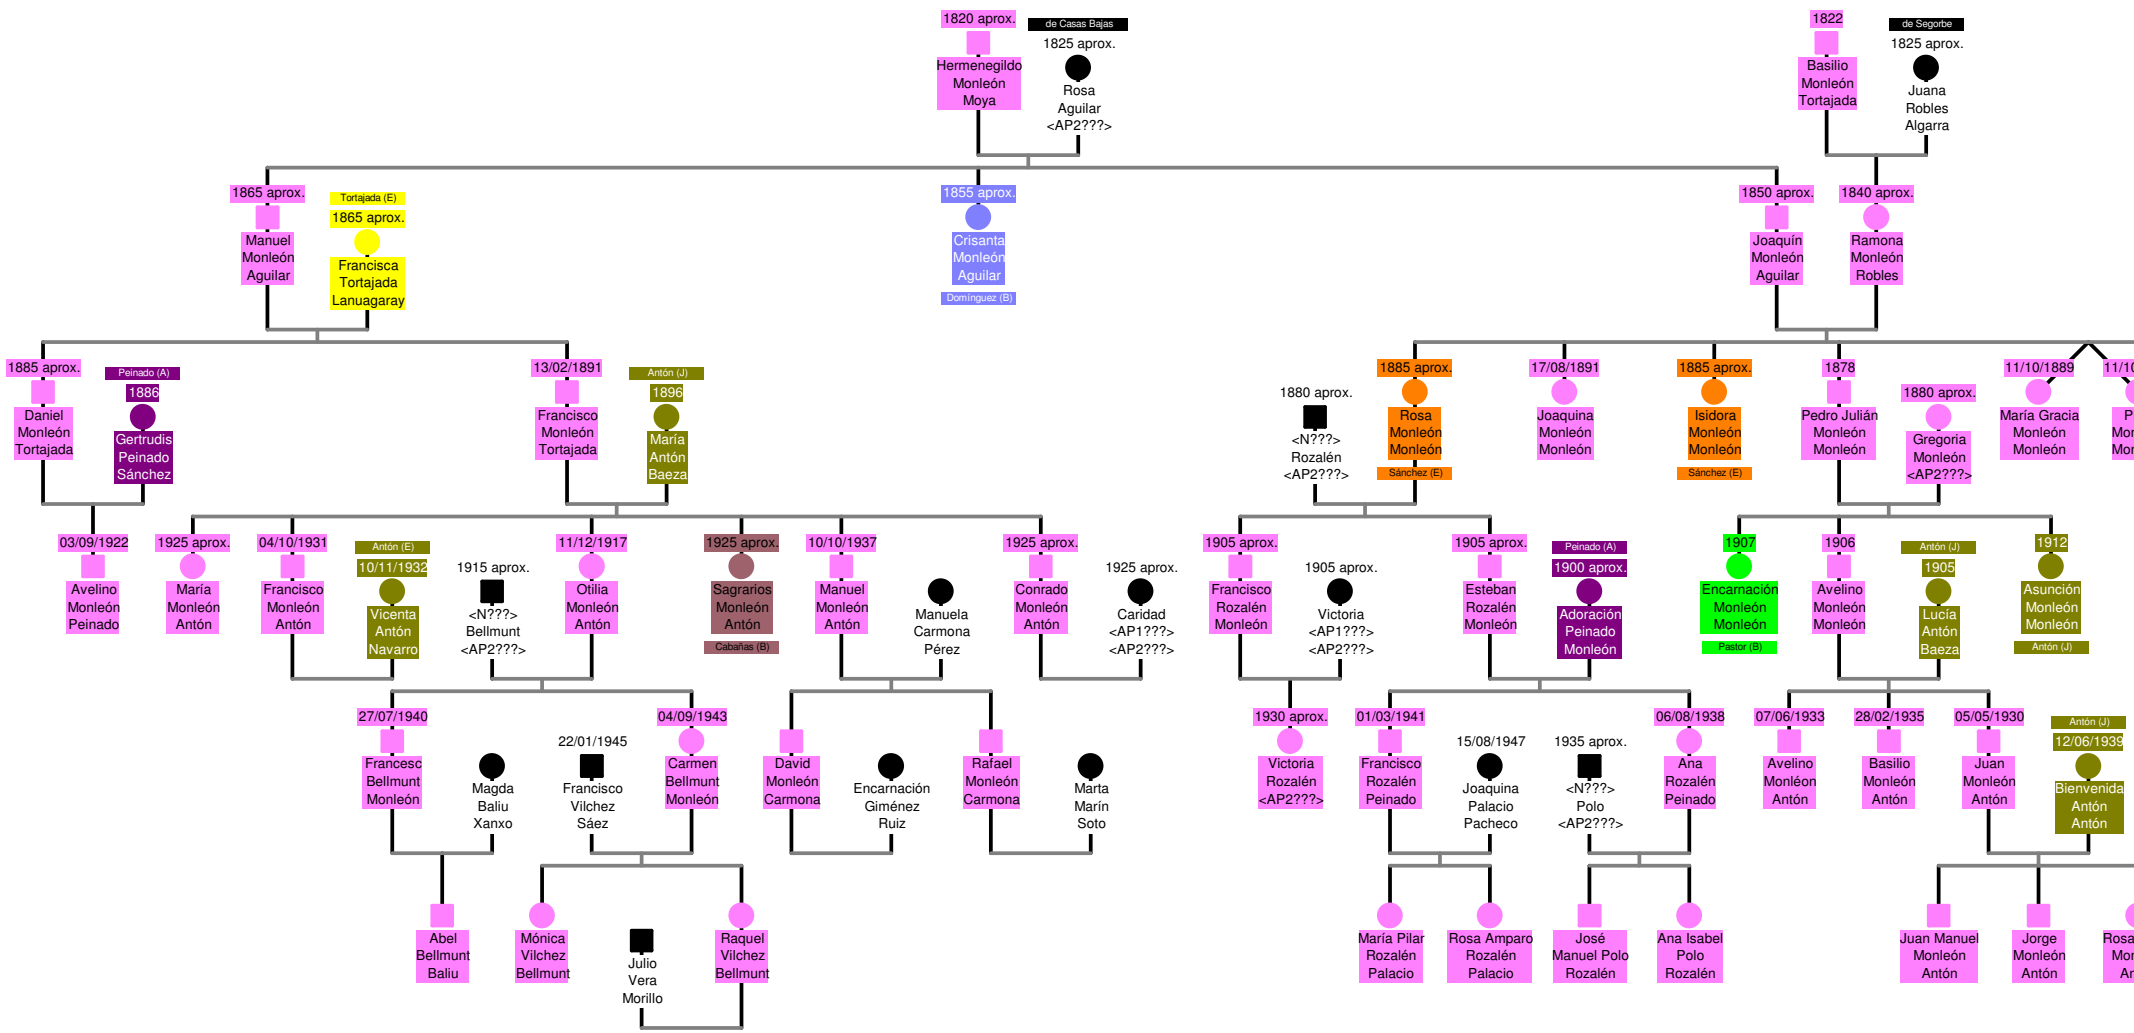 1820 aprox.
Hermenegildo
Monleón
Moya
de Casas Bajas
1825 aprox.
Rosa
Aguilar
<AP2???>
1822
Basilio
Monleón
Tortajada
de Segorbe
1825 aprox.
Juana
Robles
Algarra
1865 aprox.
Manuel
Monleón
Aguilar
Tortajada (E)
1865 aprox.
Francisca
Tortajada
Lanuagaray
1855 aprox.
Crisanta
Monleón
Aguilar
Domínguez (B)
1850 aprox.
Joaquín
Monleón
Aguilar
1840 aprox.
Ramona
Monleón
Robles
1885 aprox.
Daniel
Monleón
Tortajada
Peinado (A)
1886
Gertrudis
Peinado
Sánchez
13/02/1891
Francisco
Monleón
Tortajada
Antón (J)
1896
María
Antón
Baeza
1880 aprox.
<N???>
Rozalén
<AP2???>
1885 aprox.
Rosa
Monleón
Monleón
Sánchez (E)
17/08/1891
Joaquina
Monleón
Monleón
1885 aprox.
Isidora
Monleón
Monleón
Sánchez (E)
1878
Pedro Julián
Monleón
Monleón
1880 aprox.
Gregoria
Monleón
<AP2???>
11/10/1889
María Gracia
Monleón
Monleón
11/10
P
Mon
Mon
03/09/1922
Avelino
Monleón
Peinado
1925 aprox.
María
Monleón
Antón
04/10/1931
Francisco
Monleón
Antón
Antón (E)
10/11/1932
Vicenta
Antón
Navarro
1915 aprox.
<N???>
Bellmunt
<AP2???>
11/12/1917
Otilia
Monleón
Antón
1925 aprox.
Sagrarios
Monleón
Antón
Cabañas (B)
10/10/1937
Manuel
Monleón
Antón
Manuela
Carmona
Pérez
1925 aprox.
Conrado
Monleón
Antón
1925 aprox.
Caridad
<AP1???>
<AP2???>
1905 aprox.
Francisco
Rozalén
Monleón
1905 aprox.
Victoria
<AP1???>
<AP2???>
1905 aprox.
Esteban
Rozalén
Monleón
Peinado (A)
1900 aprox.
Adoración
Peinado
Monleón
1907
Encarnación
Monleón
Monleón
Pastor (B)
1906
Avelino
Monleón
Monleón
Antón (J)
1905
Lucía
Antón
Baeza
1912
Asunción
Monleón
Monleón
Antón (J)
27/07/1940
Francesc
Bellmunt
Monleón
Magda
Baliu
Xanxo
22/01/1945
Francisco
Vilchez
Sáez
04/09/1943
Carmen
Bellmunt
Monleón
David
Monleón
Carmona
Encarnación
Giménez
Ruiz
Rafael
Monleón
Carmona
Marta
Marín
Soto
1930 aprox.
Victoria
Rozalén
<AP2???>
01/03/1941
Francisco
Rozalén
Peinado
15/08/1947
Joaquina
Palacio
Pacheco
1935 aprox.
<N???>
Polo
<AP2???>
06/08/1938
Ana
Rozalén
Peinado
07/06/1933
Avelino
Monleón
Antón
28/02/1935
Basilio
Monleón
Antón
05/05/1930
Juan
Monleón
Antón
Antón (J)
12/06/1939
Bienvenida
Antón
Antón
Abel
Bellmunt
Baliu
Mónica
Vilchez
Bellmunt
Julio
Vera
Morillo
Raquel
Vilchez
Bellmunt
María Pilar
Rozalén
Palacio
Rosa Amparo
Rozalén
Palacio
José
Manuel Polo
Rozalén
Ana Isabel
Polo
Rozalén
Juan Manuel
Monleón
Antón
Jorge
Monleón
Antón
Rosa
Mon
An